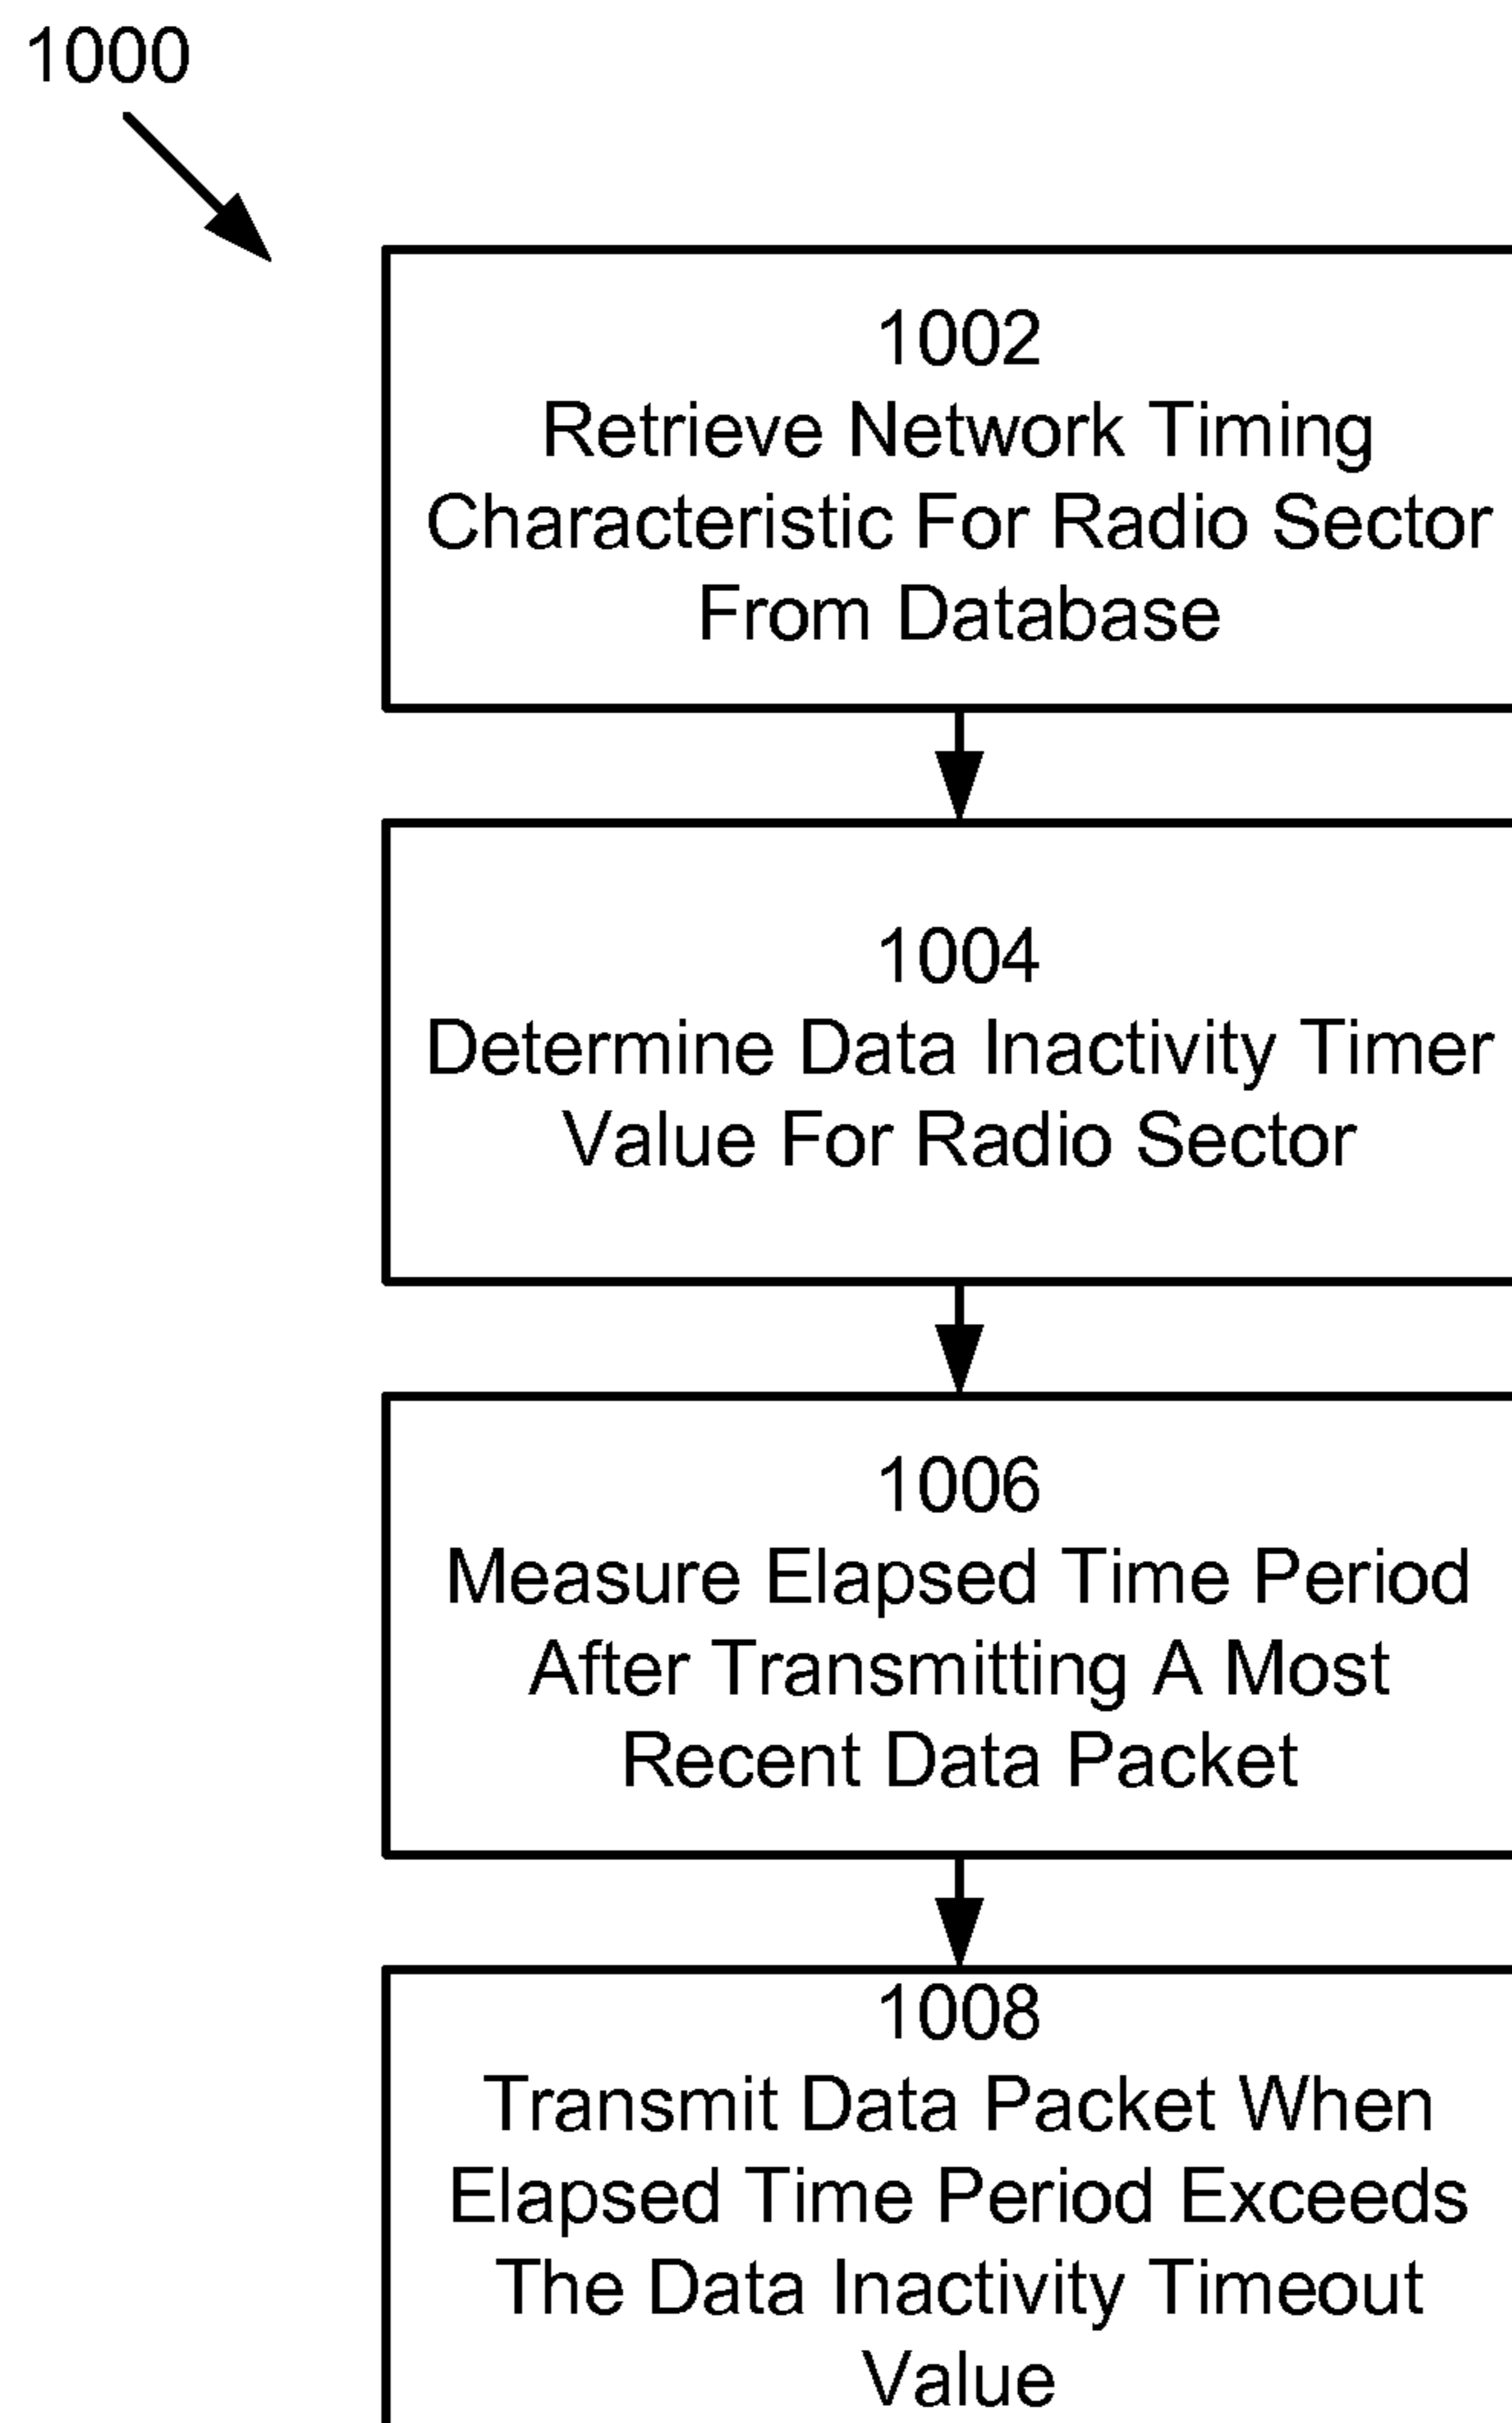 1000
1002
Retrieve Network Timing
Characteristic For Radio Sector
From Database
1004
Determine Data Inactivity Timer
Value For Radio Sector
1006
Measure Elapsed Time Period
After Transmitting A Most
Recent Data Packet
1008
Transmit Data Packet When
Elapsed Time Period Exceeds
The Data Inactivity Timeout
Value